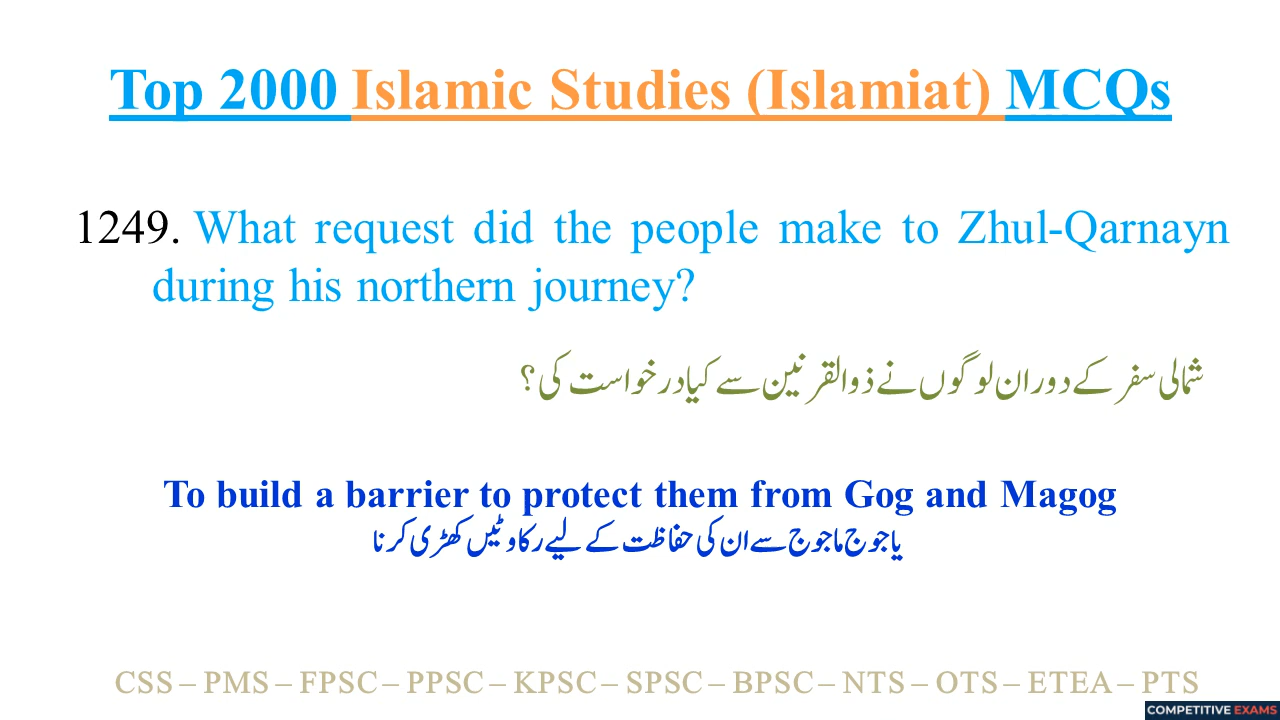 Top 2000 Islamic Studies (Islamiat) MCQs
1249. What request did the people make to Zhul-Qarnayn
during his northern journey?
شمالی سفر کے دوران لوگوں نے ذوالقرنین سے کیا درخواست کی؟
To build a barrier to protect them from Gog and Magog
یاجوج ماجوج سے ان کی حفاظت کے لیے رکاوٹیں کھڑی کرنا
CSS – PMS – FPSC – PPSC – KPSC – SPSC – BPSC – NTS – OTS – ETEA – PTS
COMPETITIVE EXAMS